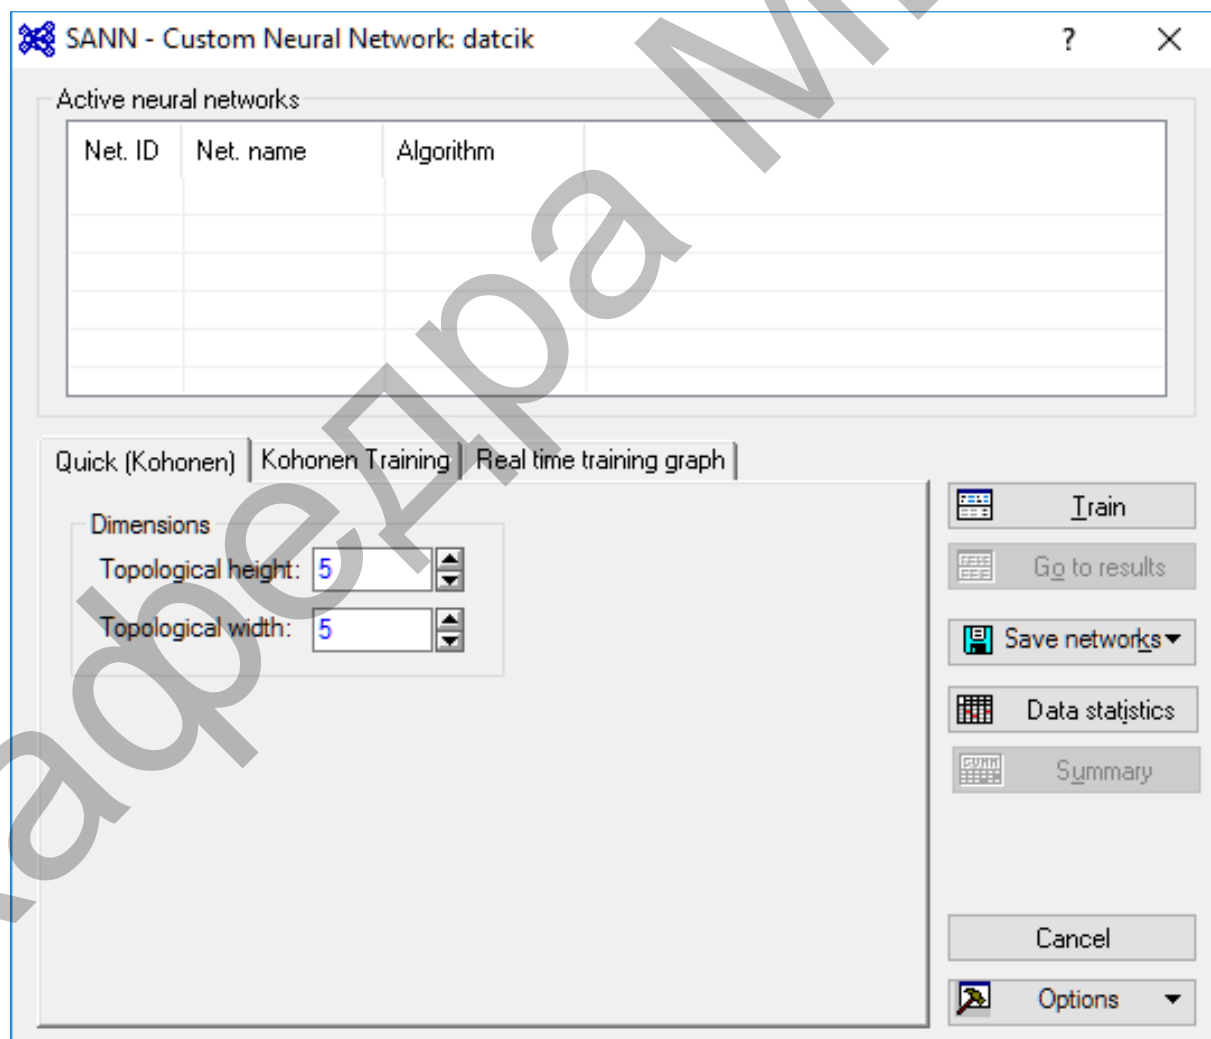 SANN - Custom Neural Network: datcik ?
Active neural networks
Net. ID Net. name Algorithm
Quick (Kohonen) Kohonen Training Real time training graph
Dimensions
Topological height: 5
Topological width: 5
Train
Go to results
Save networks
Data statistics
SUMM Summary
Cancel
Options
кафедра М